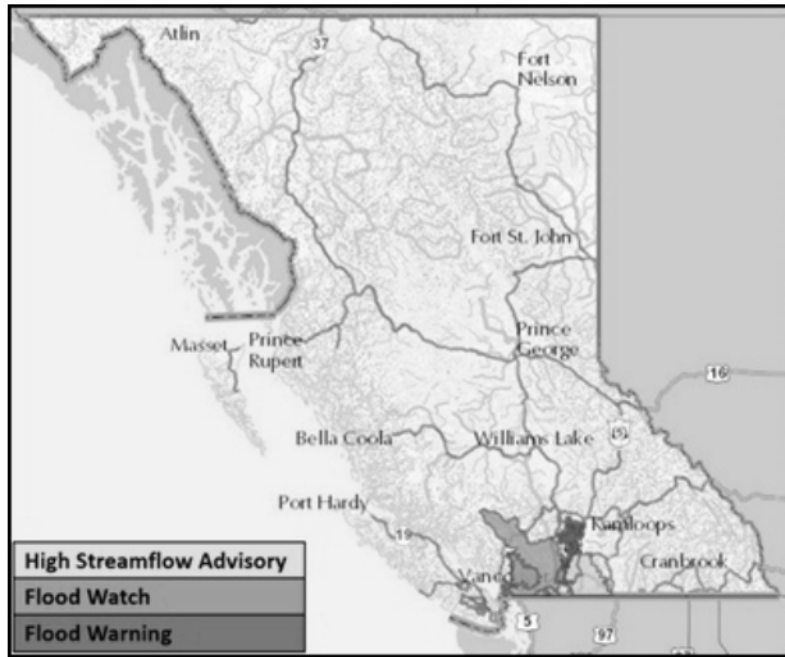 Atlin
37
Fort
Nelson
Fort St. John
Prince
George
Masset
Prince
Rupert
16
Bella Coola
Williams Lake
Port Hardy
19
Kamloops
Cranbrook
High Streamflow Advisory
Flood Watch
Flood Warning
5
97